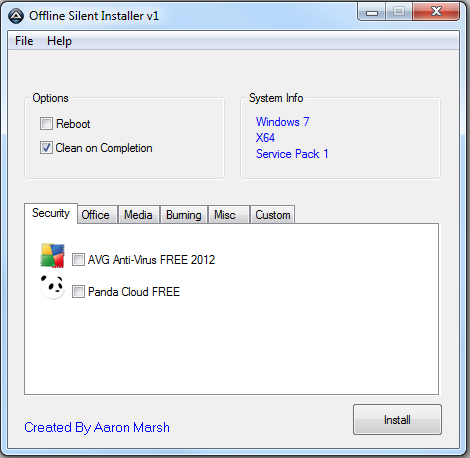 Offline Silent Installer v1
File Help
Options
Reboot
Clean on Completion
System Info
Windows 7
X64
Service Pack 1
Security Office Media Burning Misc Custom
AVG Anti-Virus FREE 2012
Panda Cloud FREE
Created By Aaron Marsh
Install